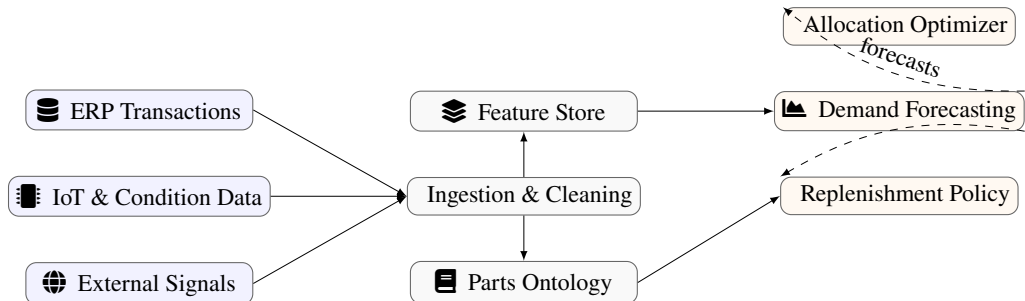 Allocation Optimizer
forecasts
ERP Transactions
Feature Store
Demand Forecasting
IoT & Condition Data
Ingestion & Cleaning
Replenishment Policy
External Signals
Parts Ontology